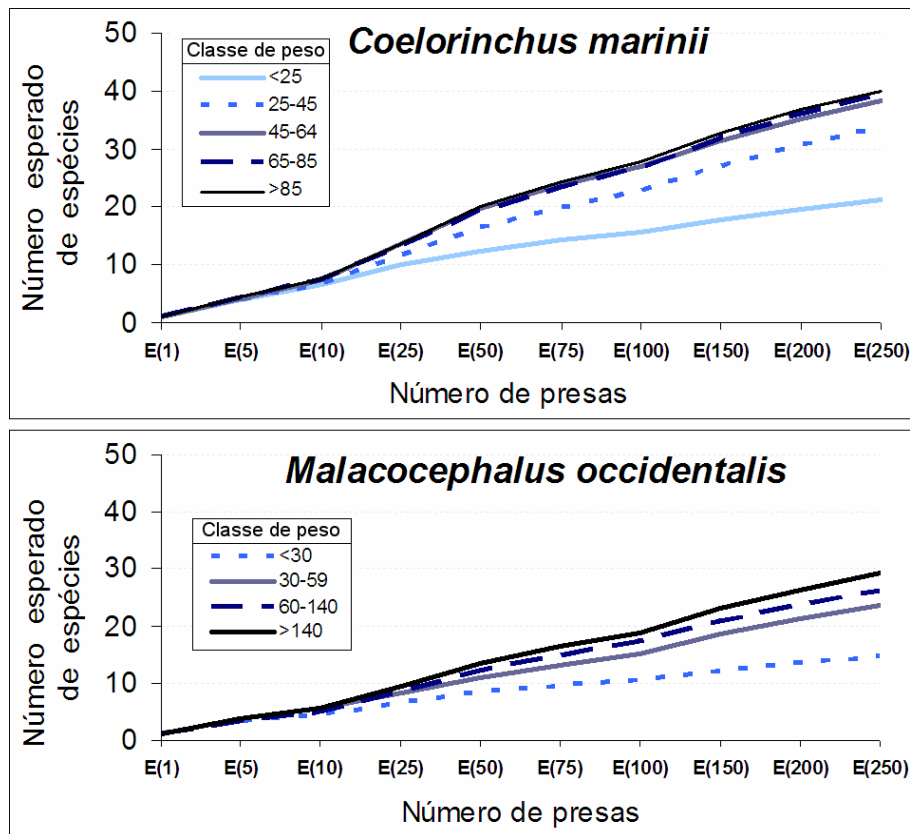 Coelorinchus marinii
Classe de peso
<25
25-45
45-64
65-85
>85
Número esperado
de espécies
50
40
30
20
10
0
E(1) E(5) E(10) E(25) E(50) E(75) E(100) E(150) E(200) E(250)
Número de presas
Malacocephalus occidentalis
Classe de peso
<30
30-59
60-140
>140
Número esperado
de espécies
50
40
30
20
10
0
E(1) E(5) E(10) E(25) E(50) E(75) E(100) E(150) E(200) E(250)
Número de presas